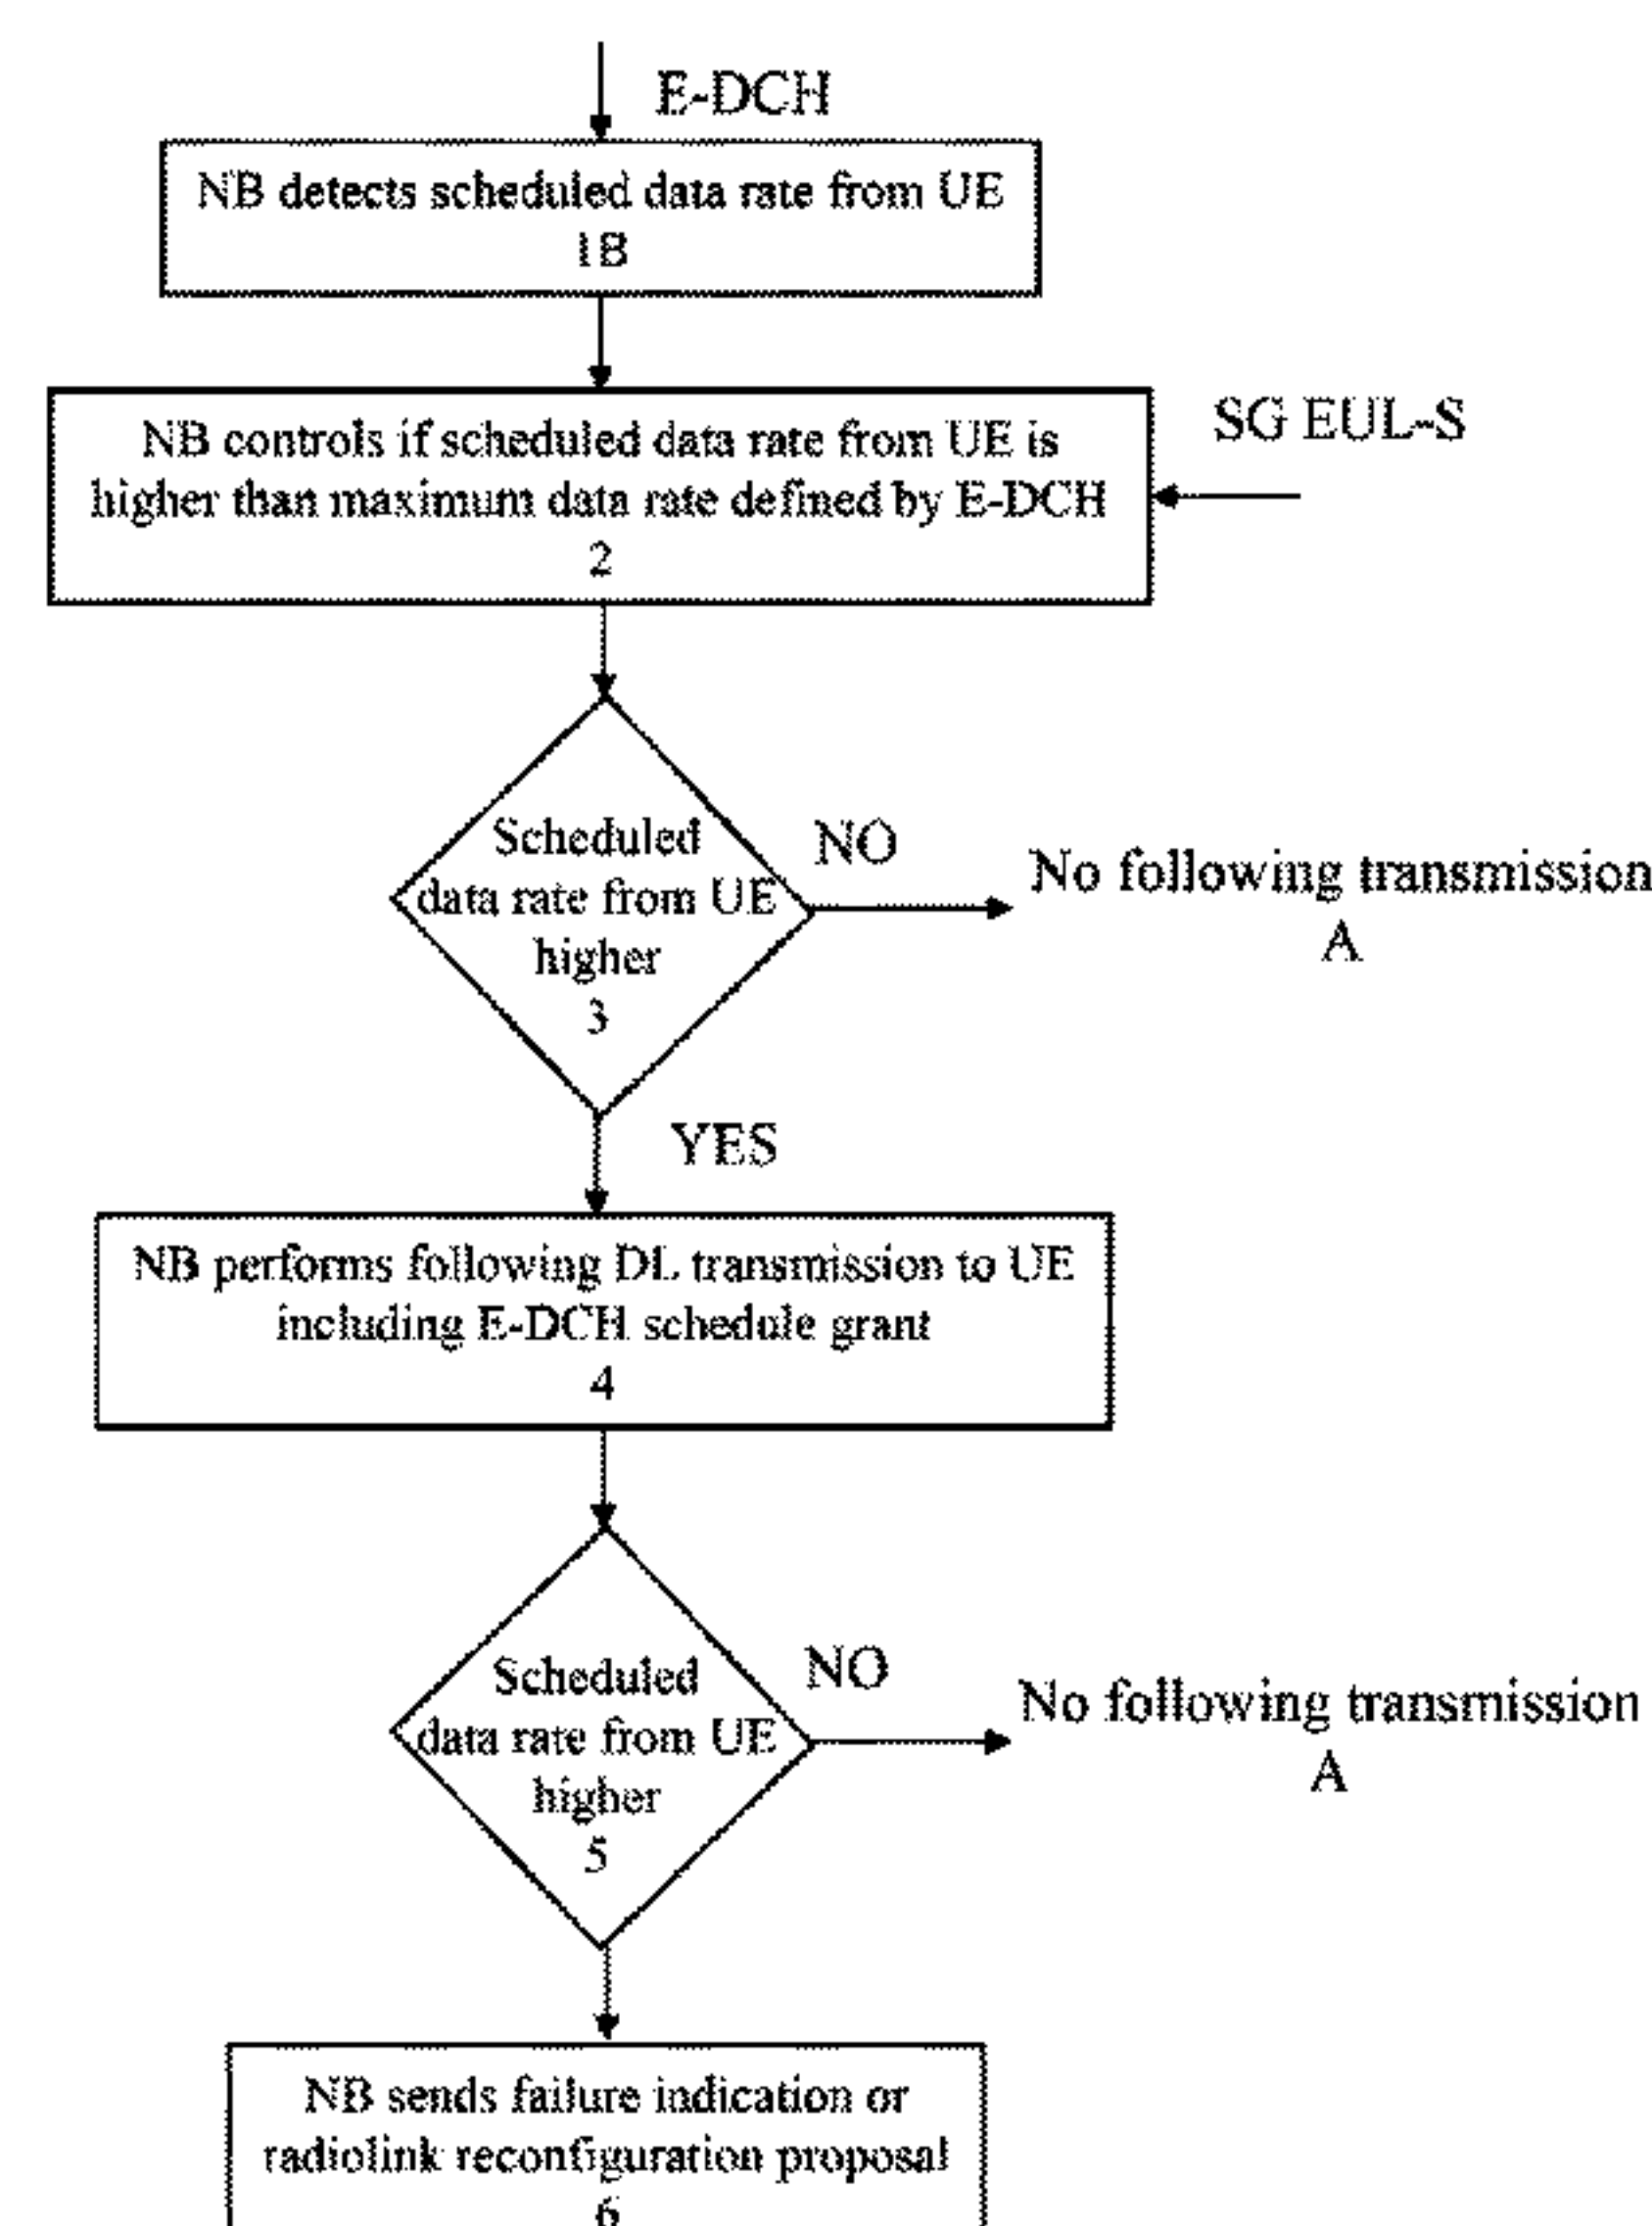 E-DCH
NB detects scheduled data rate from UE
1B
NB controls if scheduled data rate from UE is
higher than maximum data rate defined by E-DCH
2
SG EUL-S
Scheduled
data rate from UE
higher
3
NO
No following transmission
A
YES
NB performs following DL transmission to UE
including E-DCH schedule grant
4
Scheduled
data rate from UE
higher
5
NO
No following transmission
A
NB sends failure indication or
radiolink reconfiguration proposal
6